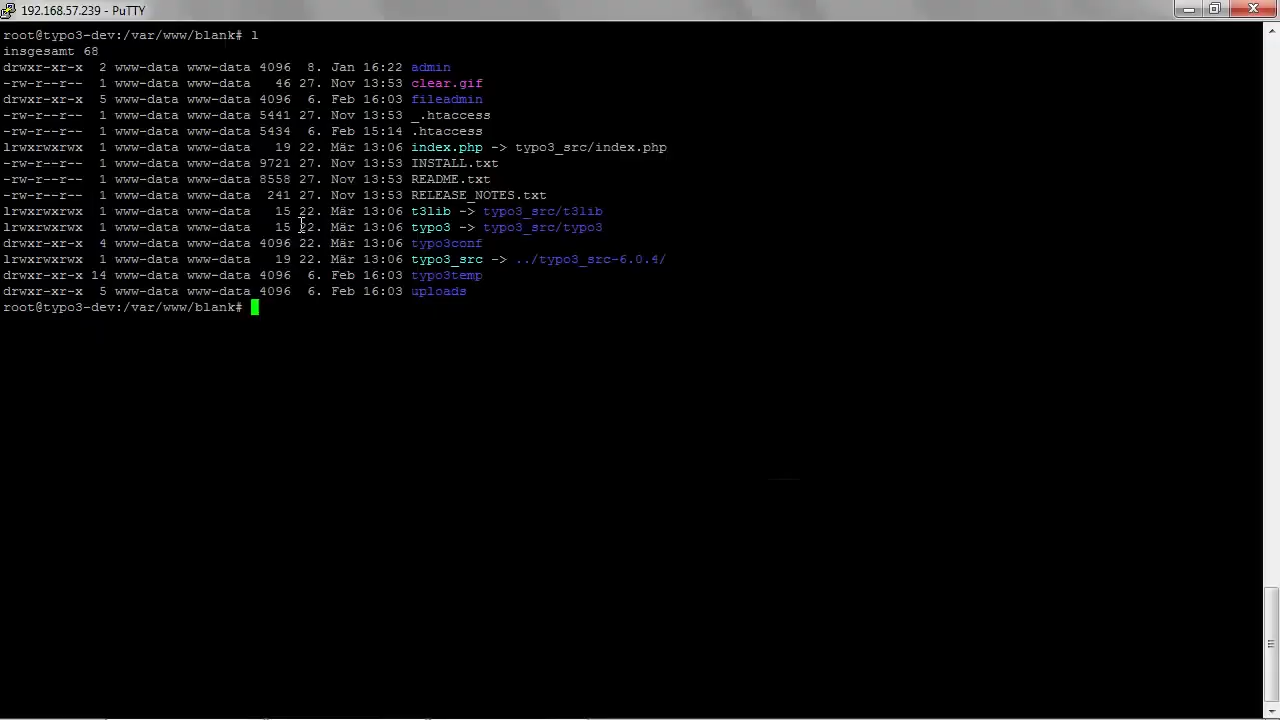 192.168.57.239 - PuTTY
root@typo3-dev:/var/www/blank# l
insgesamt 68
drwxr-xr-x  2 www-data www-data 4096  8. Jan 16:22 admin
-rw-r--r--  1 www-data www-data   46 27. Nov 13:53 clear.gif
drwxr-xr-x  5 www-data www-data 4096  6. Feb 16:03 fileadmin
-rw-r--r--  1 www-data www-data 5441 27. Nov 13:53 _.htaccess
-rw-r--r--  1 www-data www-data 5434  6. Feb 15:14 .htaccess
lrwxrwxrwx  1 www-data www-data   19 22. Mär 13:06 index.php -> typo3_src/index.php
-rw-r--r--  1 www-data www-data 9721 27. Nov 13:53 INSTALL.txt
-rw-r--r--  1 www-data www-data 8558 27. Nov 13:53 README.txt
-rw-r--r--  1 www-data www-data  241 27. Nov 13:53 RELEASE_NOTES.txt
lrwxrwxrwx  1 www-data www-data   15 22. Mär 13:06 t3lib -> typo3_src/t3lib
lrwxrwxrwx  1 www-data www-data   15 22. Mär 13:06 typo3 -> typo3_src/typo3
drwxr-xr-x  4 www-data www-data 4096 22. Mär 13:06 typo3conf
lrwxrwxrwx  1 www-data www-data   19 22. Mär 13:06 typo3_src -> ../typo3_src-6.0.4/
drwxr-xr-x 14 www-data www-data 4096  6. Feb 16:03 typo3temp
drwxr-xr-x  5 www-data www-data 4096  6. Feb 16:03 uploads
root@typo3-dev:/var/www/blank#